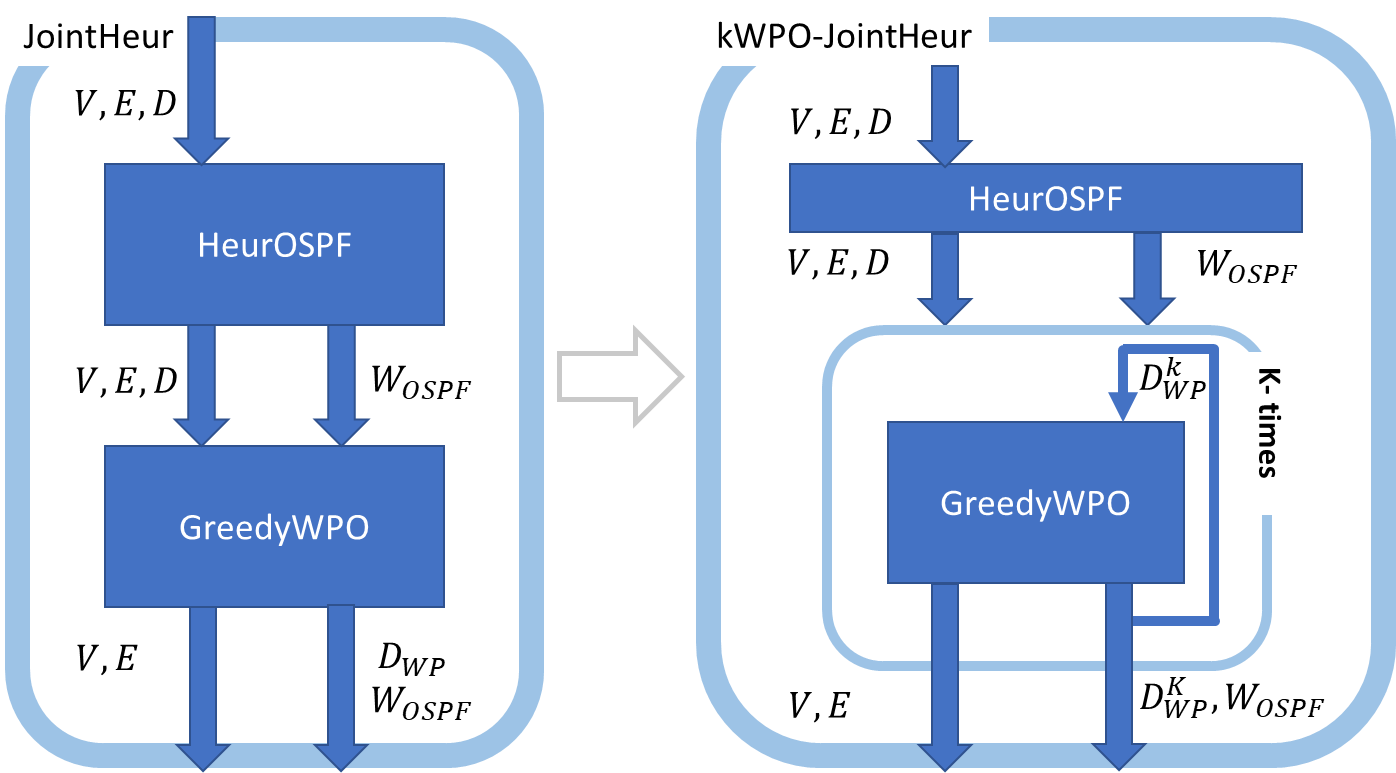 JointHeur
V, E, D
HeurOSPF
V, E, D
W_{OSPF}
GreedyWPO
V, E
D_{WP}
W_{OSPF}
kWPO-JointHeur
V, E, D
HeurOSPF
V, E, D
W_{OSPF}
D_{WP}^{k}
K- times
GreedyWPO
V, E
D_{WP}^{K}, W_{OSPF}